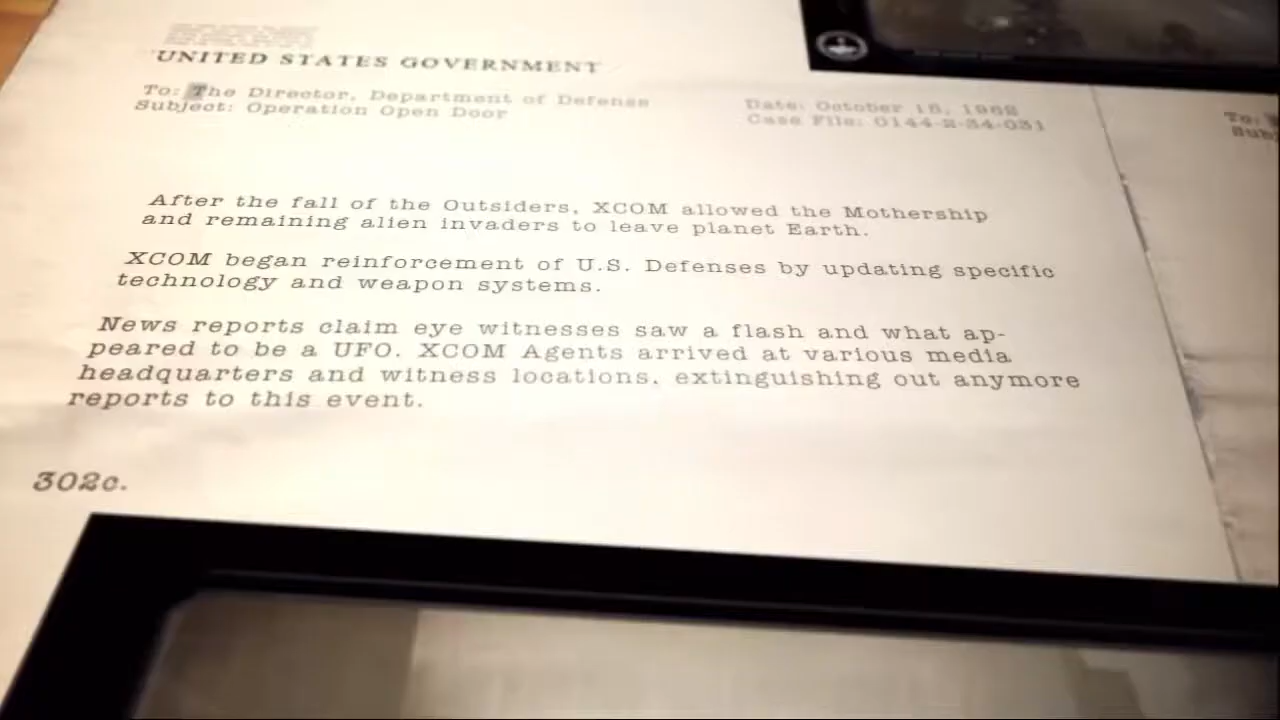 UNITED STATES GOVERNMENT
To: The Director, Department of Defense
Subject: Operation Open Door
Date: October 18, 1962
Case File: 0144-2-34-031
After the fall of the Outsiders, XCOM allowed the Mothership
and remaining alien invaders to leave planet Earth.
XCOM began reinforcement of U.S. Defenses by updating specific
technology and weapon systems.
News reports claim eye witnesses saw a flash and what ap-
peared to be a UFO. XCOM Agents arrived at various media
headquarters and witness locations, extinguishing out anymore
reports to this event.
302c.
To: